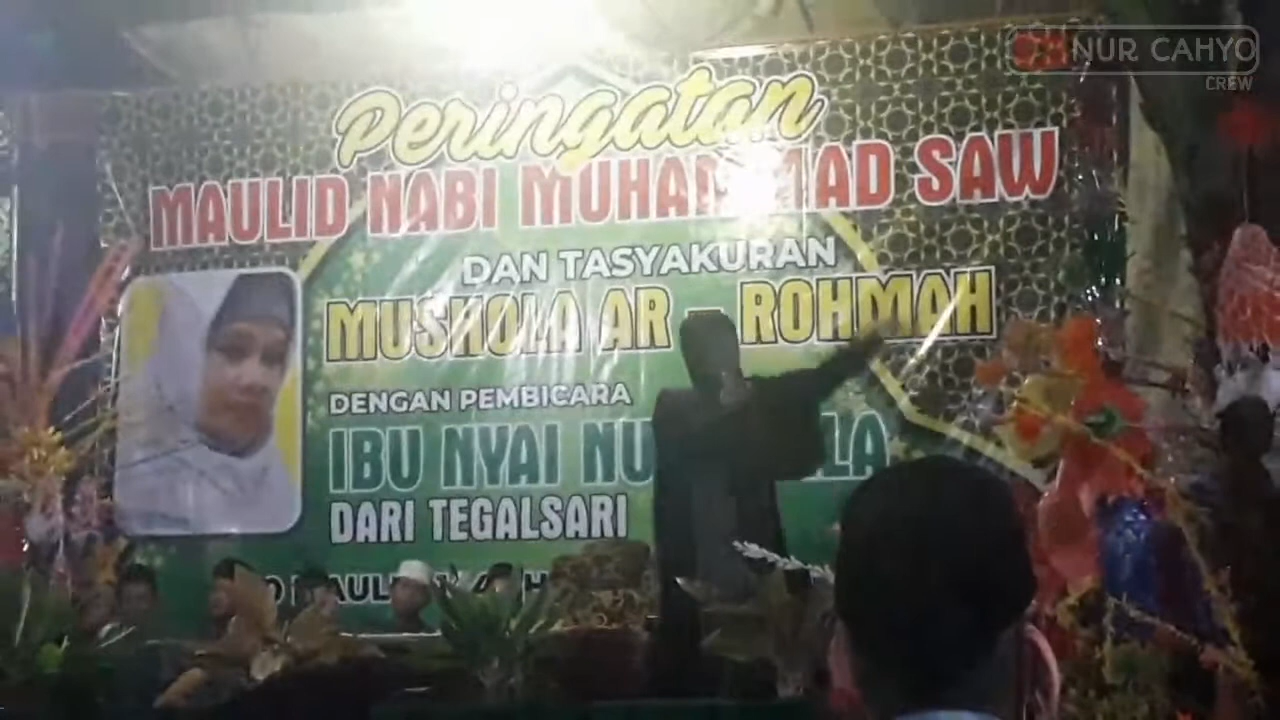 NUR CAHYO
CREW
Peringatan
MAULID NABI MUHAMMAD SAW
DAN TASYAKURAN
MUSHOLA AR - ROHMAH
DENGAN PEMBICARA
IBU NYAI
DARI TEGALSARI